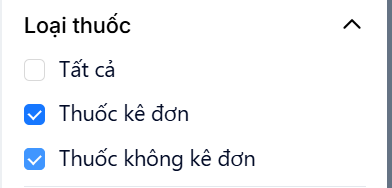 Loại thuốc
Tất cả
Thuốc kê đơn
Thuốc không kê đơn